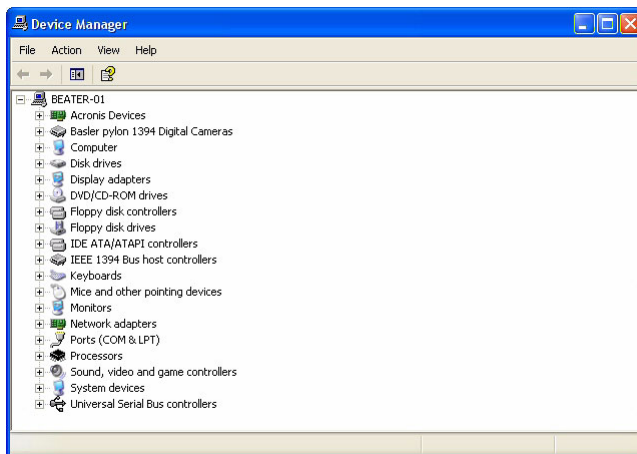 Device Manager
File Action View Help
BEATER-01
Acronis Devices
Basler pylon 1394 Digital Cameras
Computer
Disk drives
Display adapters
DVD/CD-ROM drives
Floppy disk controllers
Floppy disk drives
IDE ATA/ATAPI controllers
IEEE 1394 Bus host controllers
Keyboards
Mice and other pointing devices
Monitors
Network adapters
Ports (COM & LPT)
Processors
Sound, video and game controllers
System devices
Universal Serial Bus controllers